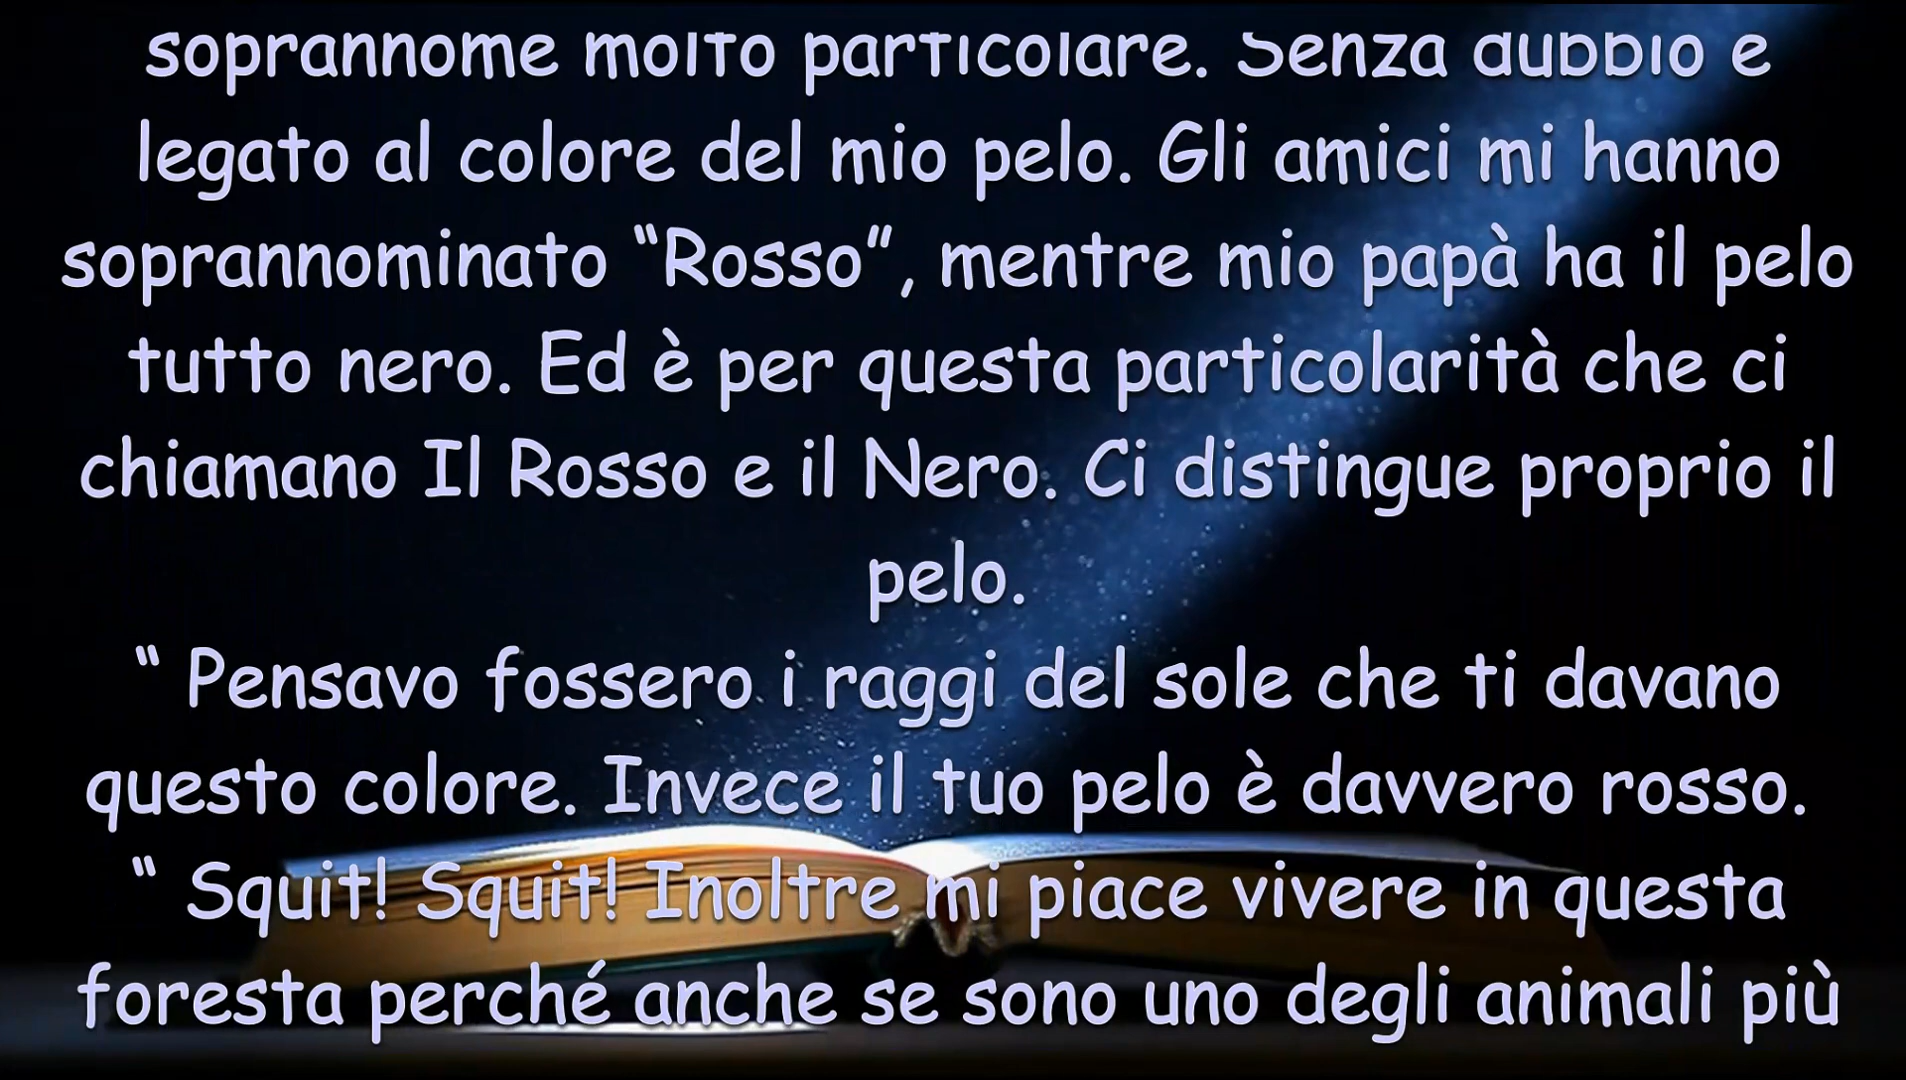 soprannome molto particolare. Senza dubbio è
legato al colore del mio pelo. Gli amici mi hanno
soprannominato “Rosso”, mentre mio papà ha il pelo
tutto nero. Ed è per questa particolarità che ci
chiamano Il Rosso e il Nero. Ci distingue proprio il
pelo.
“ Pensavo fossero i raggi del sole che ti davano
questo colore. Invece il tuo pelo è davvero rosso.
“ Squit! Squit! Inoltre mi piace vivere in questa
foresta perché anche se sono uno degli animali più